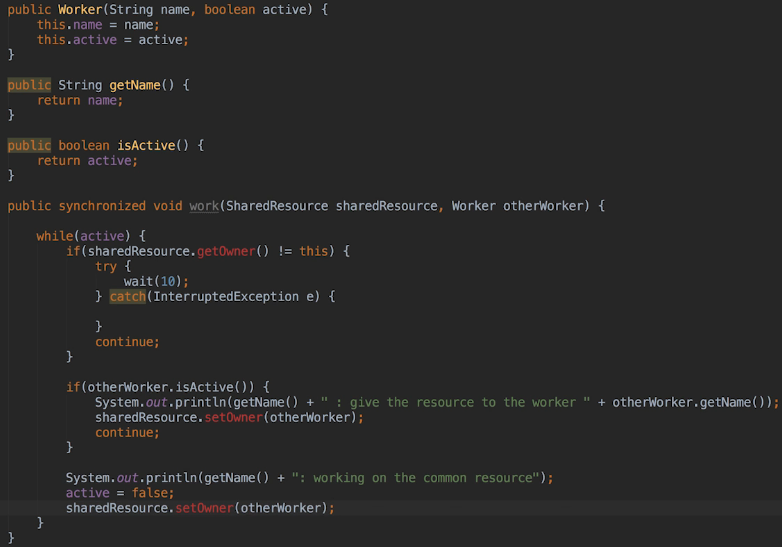 public Worker(String name, boolean active) {
    this.name = name;
    this.active = active;
}

public String getName() {
    return name;
}

public boolean isActive() {
    return active;
}

public synchronized void work(SharedResource sharedResource, Worker otherWorker) {

    while(active) {
        if(sharedResource.getOwner() != this) {
            try {
                wait(10);
            } catch(InterruptedException e) {

            }
            continue;
        }

        if(otherWorker.isActive()) {
            System.out.println(getName() + " : give the resource to the worker " + otherWorker.getName());
            sharedResource.setOwner(otherWorker);
            continue;
        }

        System.out.println(getName() + ": working on the common resource");
        active = false;
        sharedResource.setOwner(otherWorker);
    }
}